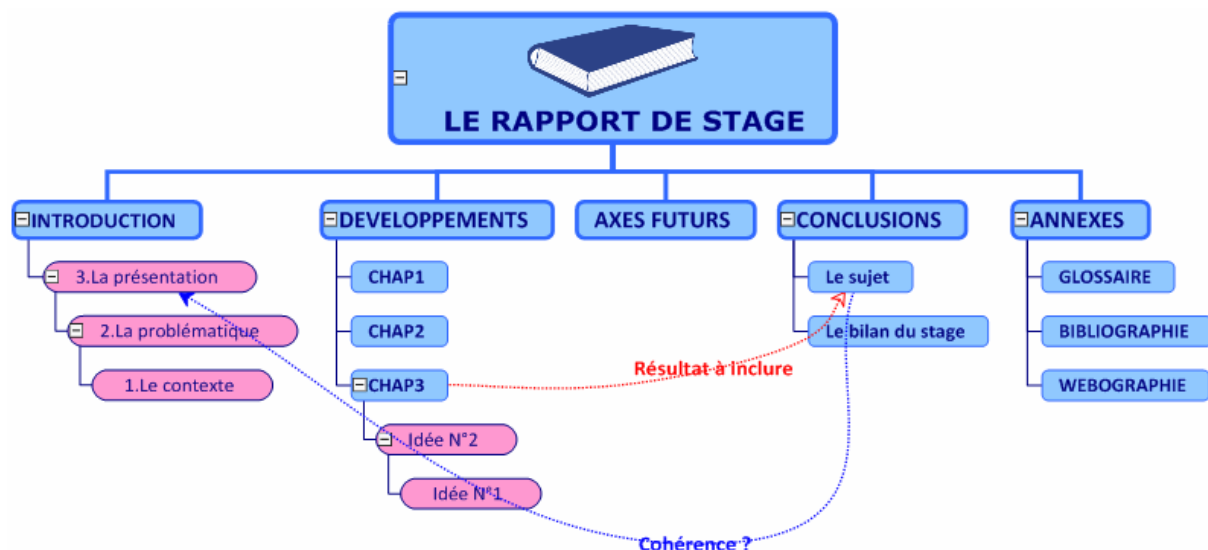 LE RAPPORT DE STAGE
INTRODUCTION
3.La présentation
2.La problématique
1.Le contexte
DEVELOPPEMENTS
CHAP1
CHAP2
CHAP3
Idée N°2
Idée N°1
AXES FUTURS
CONCLUSIONS
Le sujet
Le bilan du stage
ANNEXES
GLOSSAIRE
BIBLIOGRAPHIE
WEBOGRAPHIE
Résultat à inclure
Cohérence ?